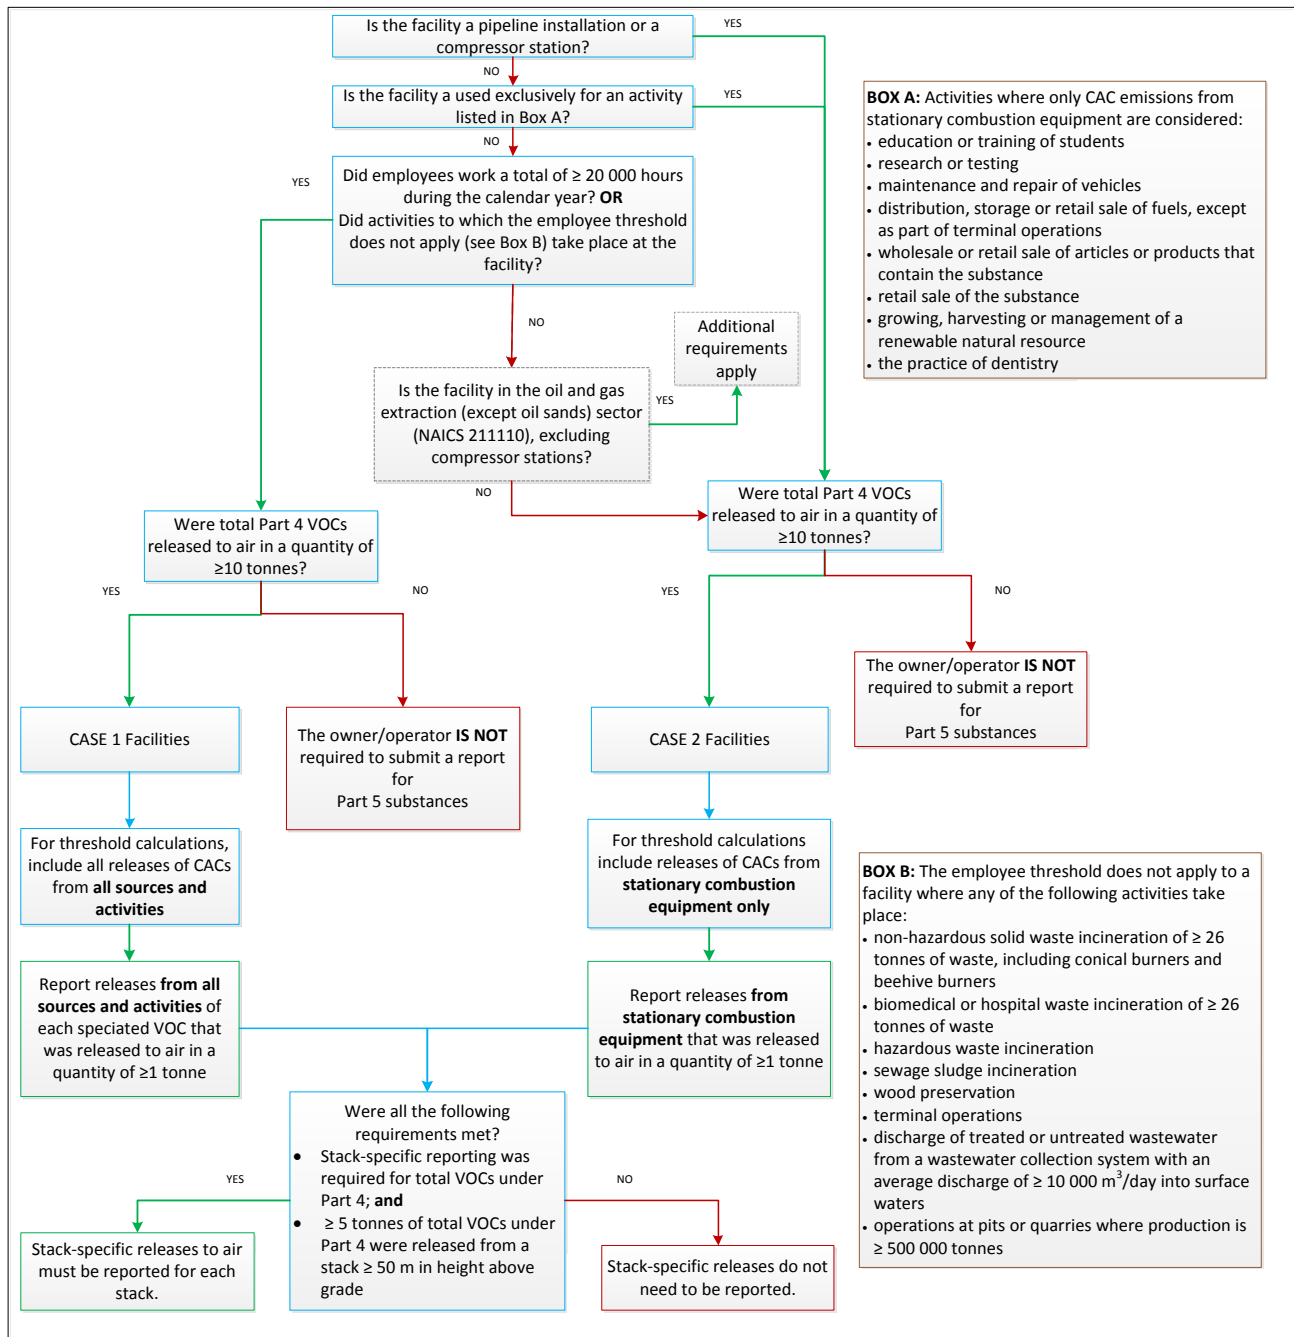 Is the facility a pipeline installation or a
compressor station?
YES
NO
Is the facility a used exclusively for an activity
listed in Box A?
YES
NO
BOX A: Activities where only CAC emissions from
stationary combustion equipment are considered:
• education or training of students
• research or testing
• maintenance and repair of vehicles
• distribution, storage or retail sale of fuels, except
as part of terminal operations
• wholesale or retail sale of articles or products that
contain the substance
• retail sale of the substance
• growing, harvesting or management of a
renewable natural resource
• the practice of dentistry
Did employees work a total of ≥ 20 000 hours
during the calendar year? OR
Did activities to which the employee threshold
does not apply (see Box B) take place at the
facility?
YES
NO
Additional
requirements
apply
Is the facility in the oil and gas
extraction (except oil sands) sector
(NAICS 211110), excluding
compressor stations?
YES
NO
Were total Part 4 VOCs
released to air in a quantity of
≥10 tonnes?
YES
NO
Were total Part 4 VOCs
released to air in a quantity of
≥10 tonnes?
YES
NO
The owner/operator IS NOT
required to submit a report
for
Part 5 substances
CASE 1 Facilities
The owner/operator IS NOT
required to submit a report
for
Part 5 substances
CASE 2 Facilities
For threshold calculations,
include all releases of CACs
from all sources and
activities
For threshold calculations
include releases of CACs from
stationary combustion
equipment only
Report releases from all
sources and activities of
each speciated VOC that
was released to air in a
quantity of ≥1 tonne
Report releases from
stationary combustion
equipment that was released
to air in a quantity of ≥1 tonne
BOX B: The employee threshold does not apply to a
facility where any of the following activities take
place:
• non-hazardous solid waste incineration of ≥ 26
tonnes of waste, including conical burners and
beehive burners
• biomedical or hospital waste incineration of ≥ 26
tonnes of waste
• hazardous waste incineration
• sewage sludge incineration
• wood preservation
• terminal operations
• discharge of treated or untreated wastewater
from a wastewater collection system with an
average discharge of ≥ 10 000 m³/day into surface
waters
• operations at pits or quarries where production is
≥ 500 000 tonnes
Were all the following
requirements met?
• Stack-specific reporting was
required for total VOCs under
Part 4; and
• ≥ 5 tonnes of total VOCs under
Part 4 were released from a
stack ≥ 50 m in height above
grade
YES
NO
Stack-specific releases to air
must be reported for each
stack.
Stack-specific releases do not
need to be reported.